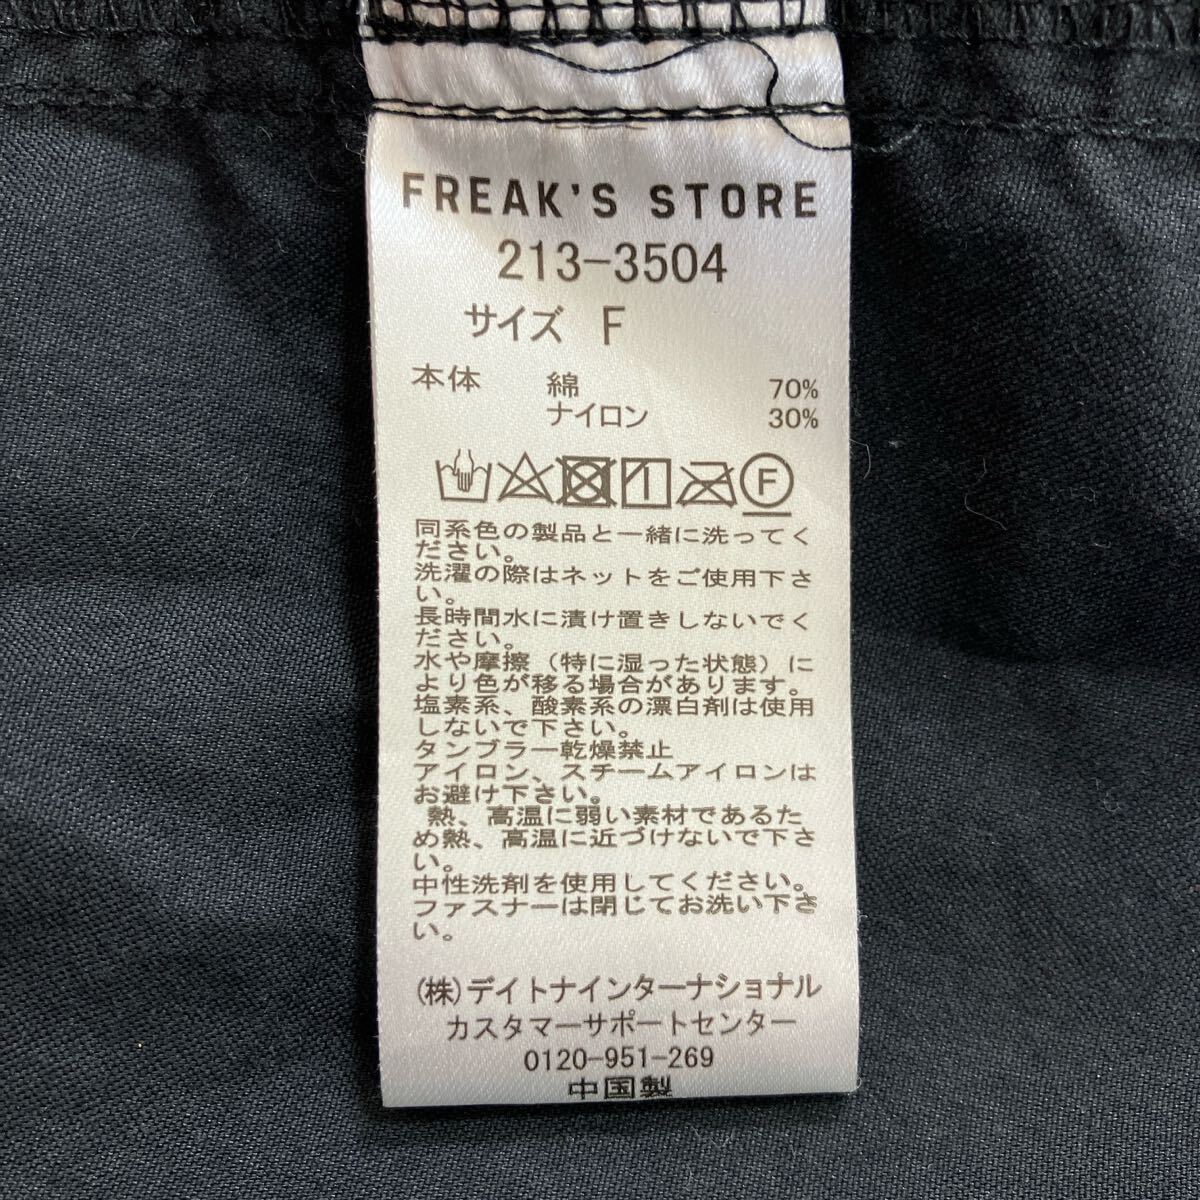 FREAK'S STORE
213-3504
サイズ F
本体 綿 70%
ナイロン 30%
F
同系色の製品と一緒に洗ってく
ださい。
洗濯の際はネットをご使用下さ
い。
長時間水に漬け置きしないでく
ださい。
水や摩擦（特に湿った状態）に
より色が移る場合があります。
塩素系、酸素系の漂白剤は使用
しないで下さい。
タンブラー乾燥禁止
アイロン、スチームアイロンは
お避け下さい。
熱、高温に弱い素材であるた
め熱、高温に近づけないで下さ
い。
中性洗剤を使用してください。
ファスナーは閉じてお洗い下さ
い。
(株)デイトナインターナショナル
カスタマーサポートセンター
0120-951-269
中国製